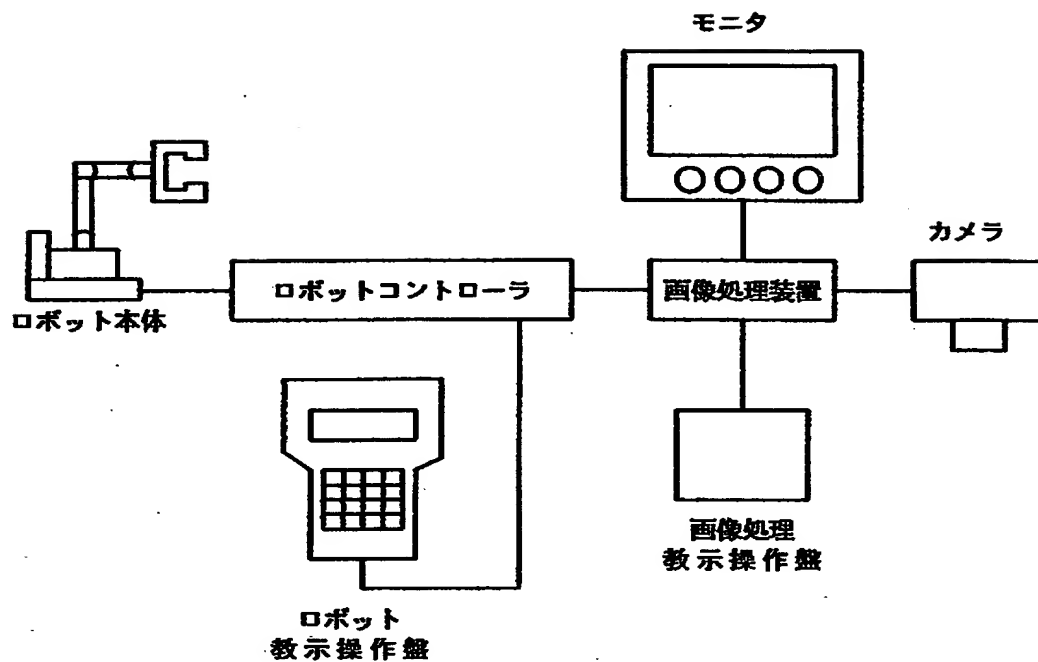 モニタ
カメラ
ロボットコントローラ
画像処理装置
ロボット本体
画像処理
教示操作盤
ロボット
教示操作盤